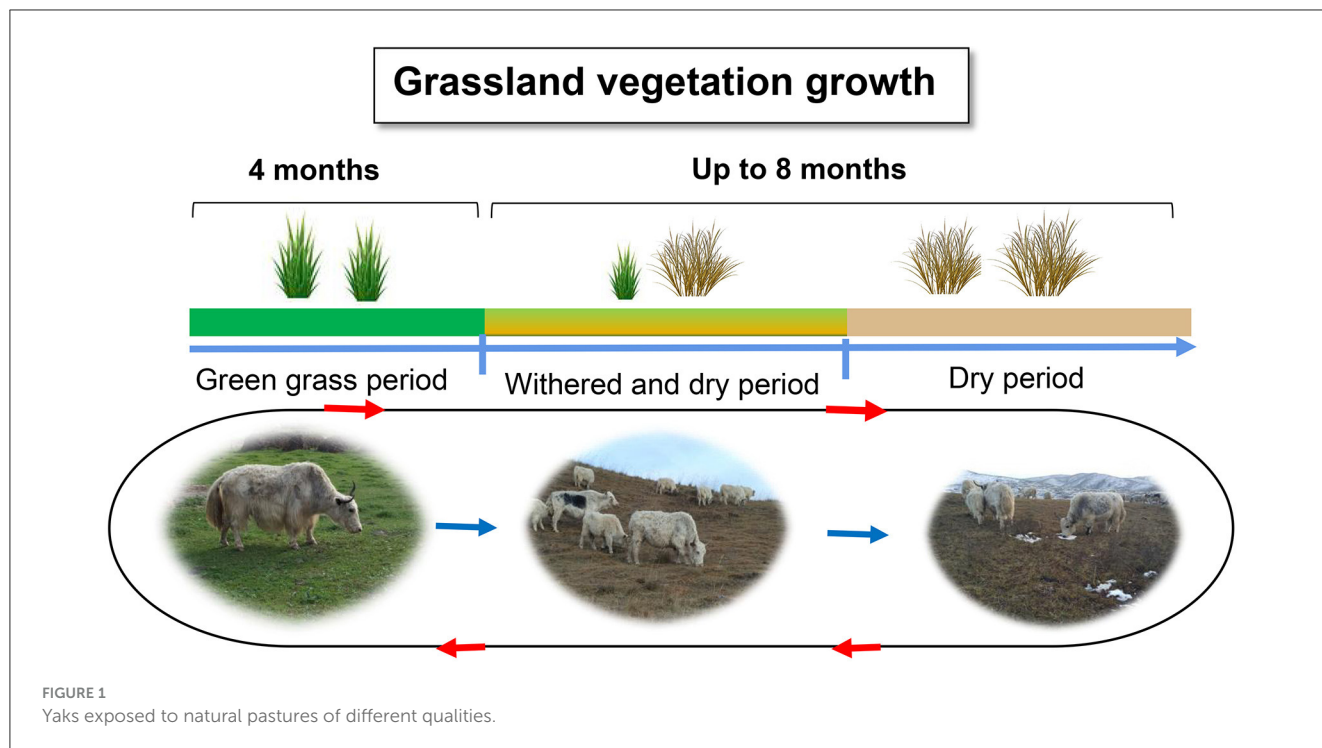 Grassland vegetation growth
4 months
Up to 8 months
Green grass period
Withered and dry period
Dry period
FIGURE 1
Yaks exposed to natural pastures of different qualities.